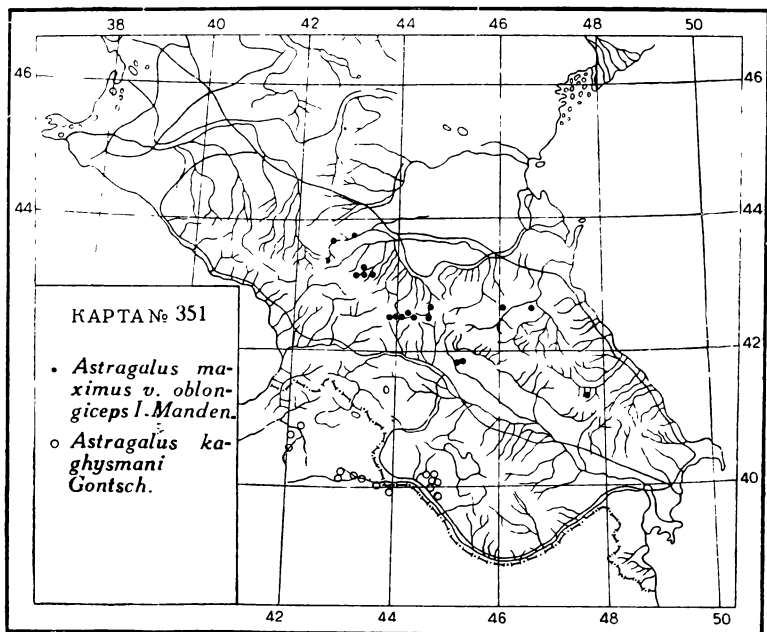 38 40 42 44 46 48 50
46 46
44 44
КАРТА № 351
• Astragalus ma-
ximus v. oblon-
giceps I. Manden.
○ Astragalus ka-
ghysmani
Gontsch.
42
40
42 44 46 48 50